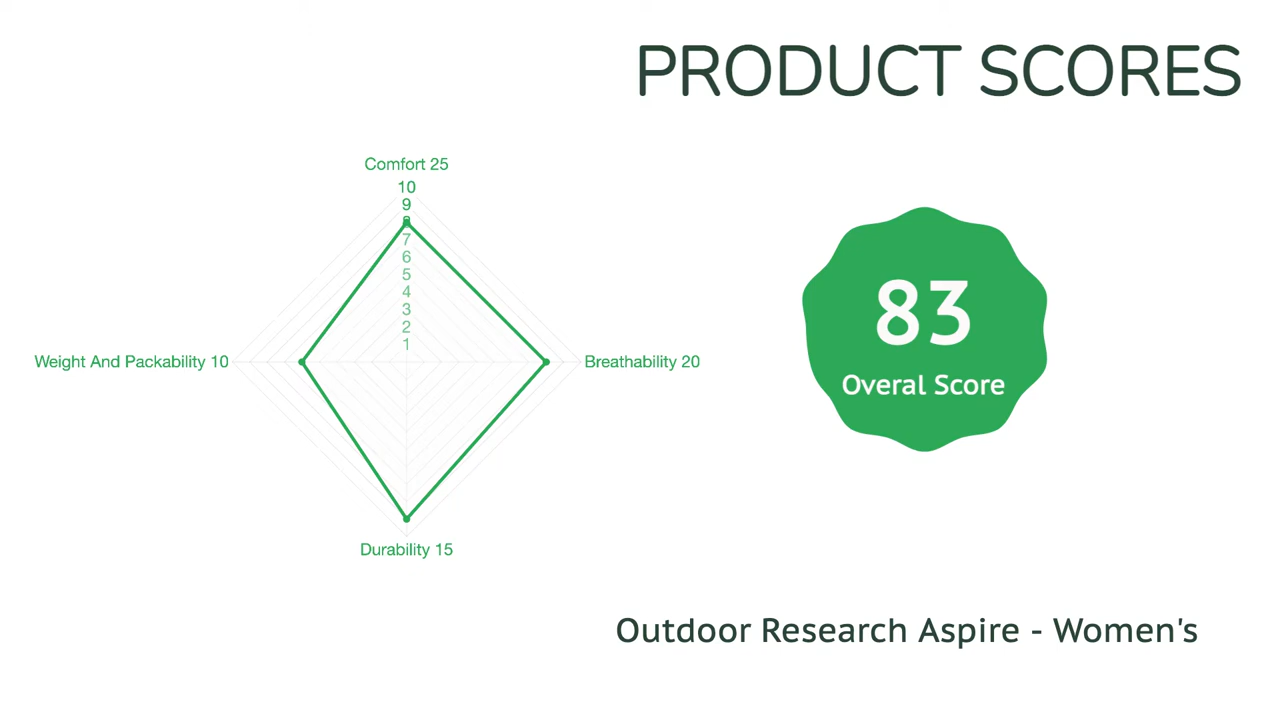 PRODUCT SCORES
Comfort 25
10
9
8
7
6
5
4
3
2
1
Weight And Packability 10
Breathability 20
Durability 15
83
Overal Score
Outdoor Research Aspire - Women's